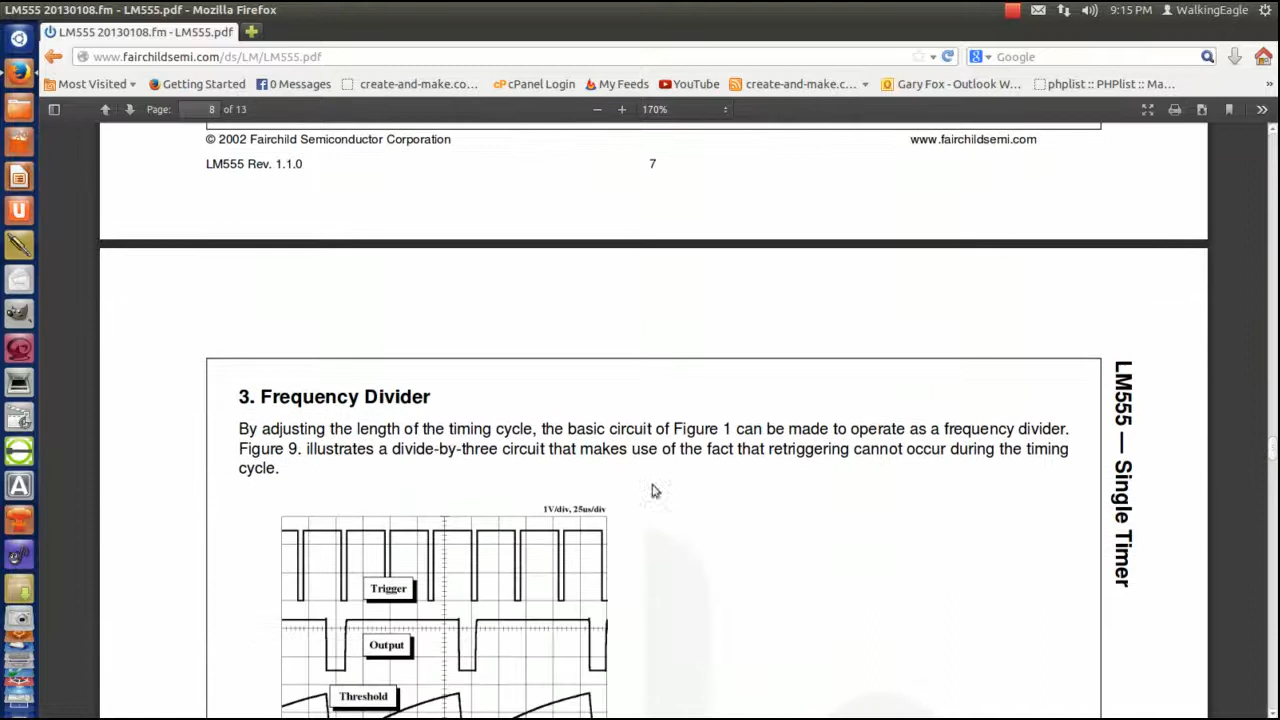 LM555 20130108.fm - LM555.pdf - Mozilla Firefox
9:15 PM
WalkingEagle
LM555 20130108.fm - LM555.pdf
www.fairchildsemi.com/ds/LM/LM555.pdf
Google
Most Visited
Getting Started
0 Messages
create-and-make.co...
cPanel Login
My Feeds
YouTube
create-and-make.c...
Gary Fox - Outlook W...
phplist :: PHPlist :: Ma...
Page: 8 of 13
170%
© 2002 Fairchild Semiconductor Corporation
www.fairchildsemi.com
LM555 Rev. 1.1.0
7
LM555 — Single Timer
3. Frequency Divider
By adjusting the length of the timing cycle, the basic circuit of Figure 1 can be made to operate as a frequency divider.
Figure 9. illustrates a divide-by-three circuit that makes use of the fact that retriggering cannot occur during the timing
cycle.
1V/div, 25us/div
Trigger
Output
Threshold